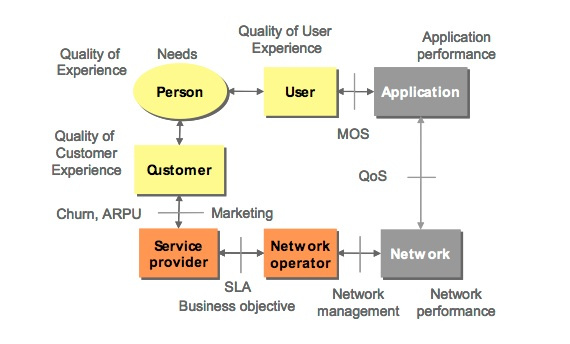 Quality of User
Experience
Quality of
Experience
Needs
Application
performance
Person
User
Application
MOS
Quality of
Customer
Experience
Customer
QoS
Churn, ARPU
Marketing
Service
provider
Network
operator
Network
SLA
Business objective
Network
management
Network
performance